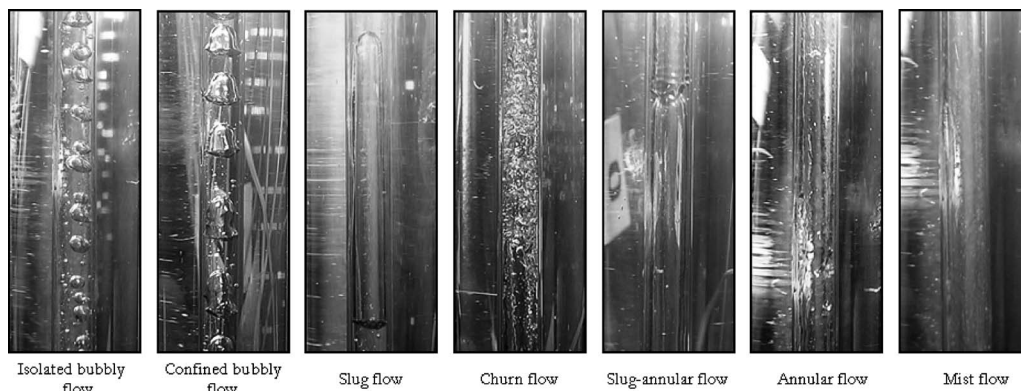 Isolated bubbly
flow
Confined bubbly
flow
Slug flow
Churn flow
Slug-annular flow
Annular flow
Mist flow